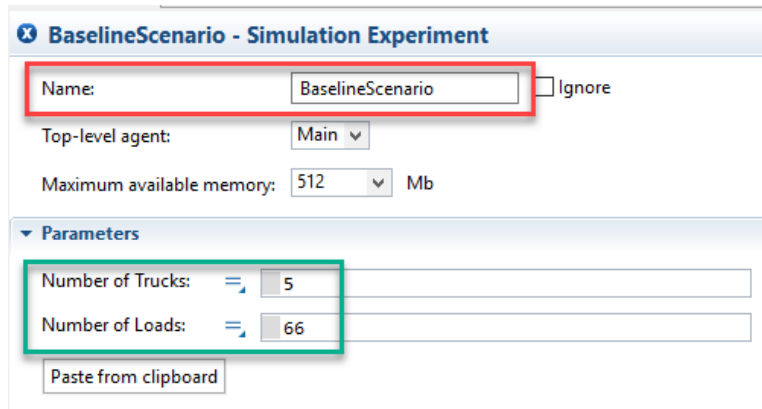 BaselineScenario - Simulation Experiment
Name: BaselineScenario Ignore
Top-level agent: Main
Maximum available memory: 512 Mb
Parameters
Number of Trucks: 5
Number of Loads: 66
Paste from clipboard